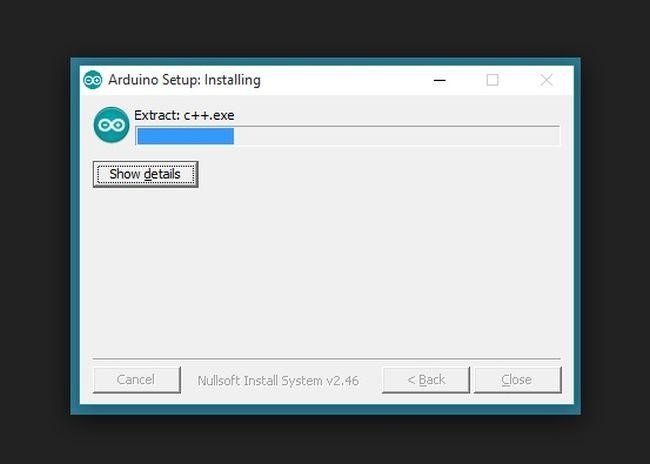 Arduino Setup: Installing
Extract: c++.exe
Show details
Cancel
Nullsoft Install System v2.46
< Back
Close